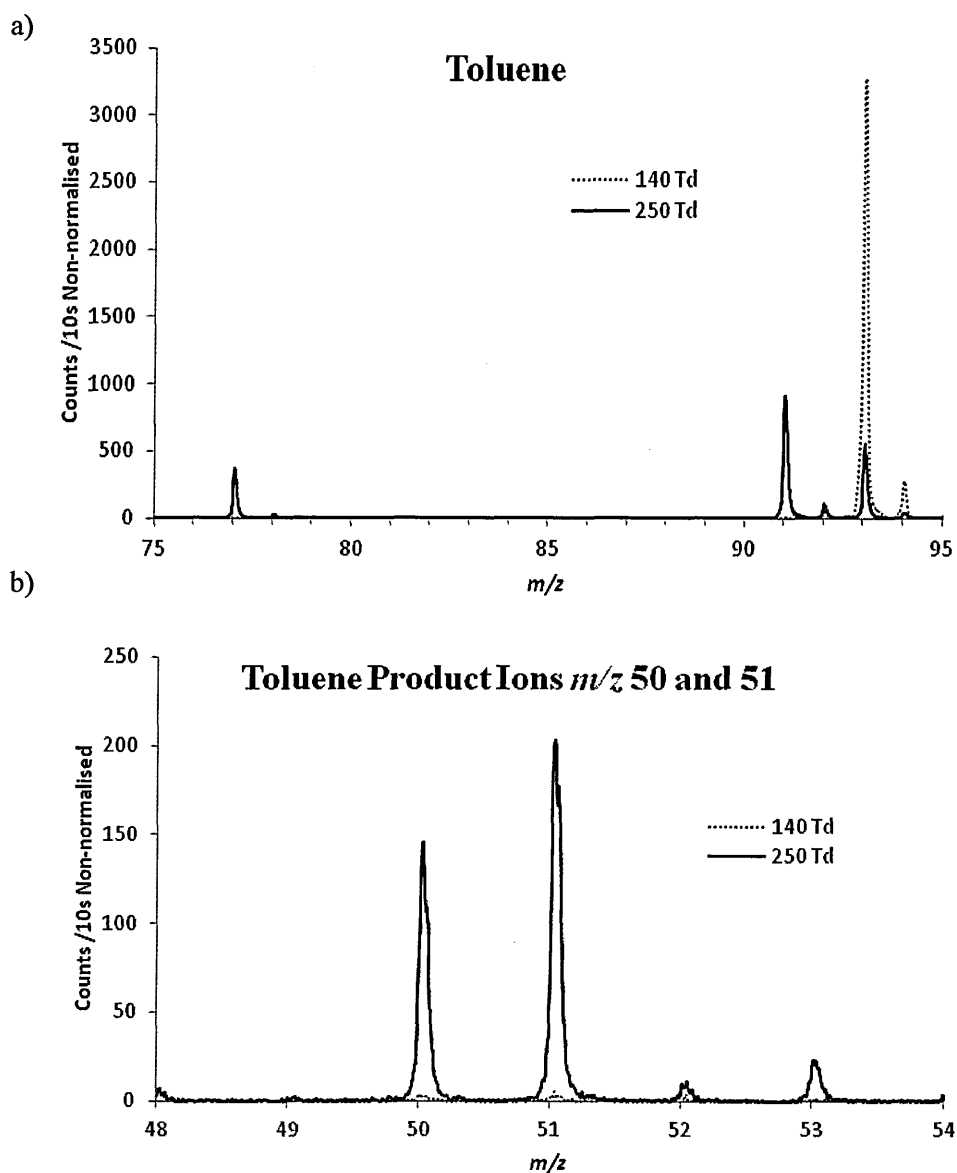 a)
Toluene
Counts /10s Non-normalised
3500
3000
2500
2000
1500
1000
500
0
140 Td
250 Td
75 80 85 90 95
m/z
b)
Toluene Product Ions m/z 50 and 51
Counts /10s Non-normalised
250
200
150
100
50
0
140 Td
250 Td
48 49 50 51 52 53 54
m/z